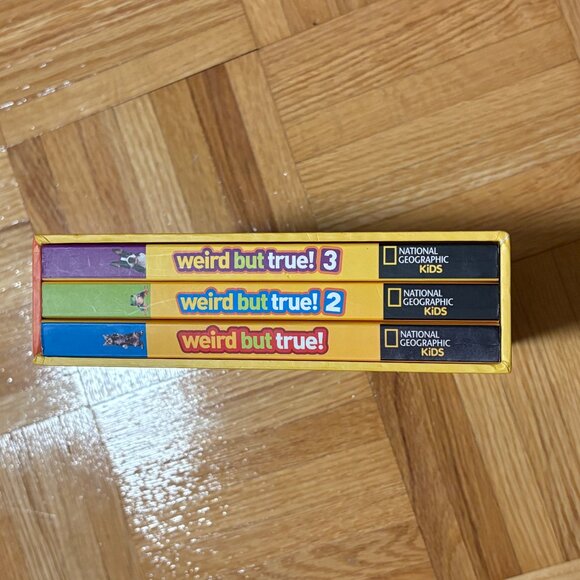 weird but true! 3
NATIONAL
GEOGRAPHIC
KiDS
weird but true! 2
NATIONAL
GEOGRAPHIC
KiDS
weird but true!
NATIONAL
GEOGRAPHIC
KiDS